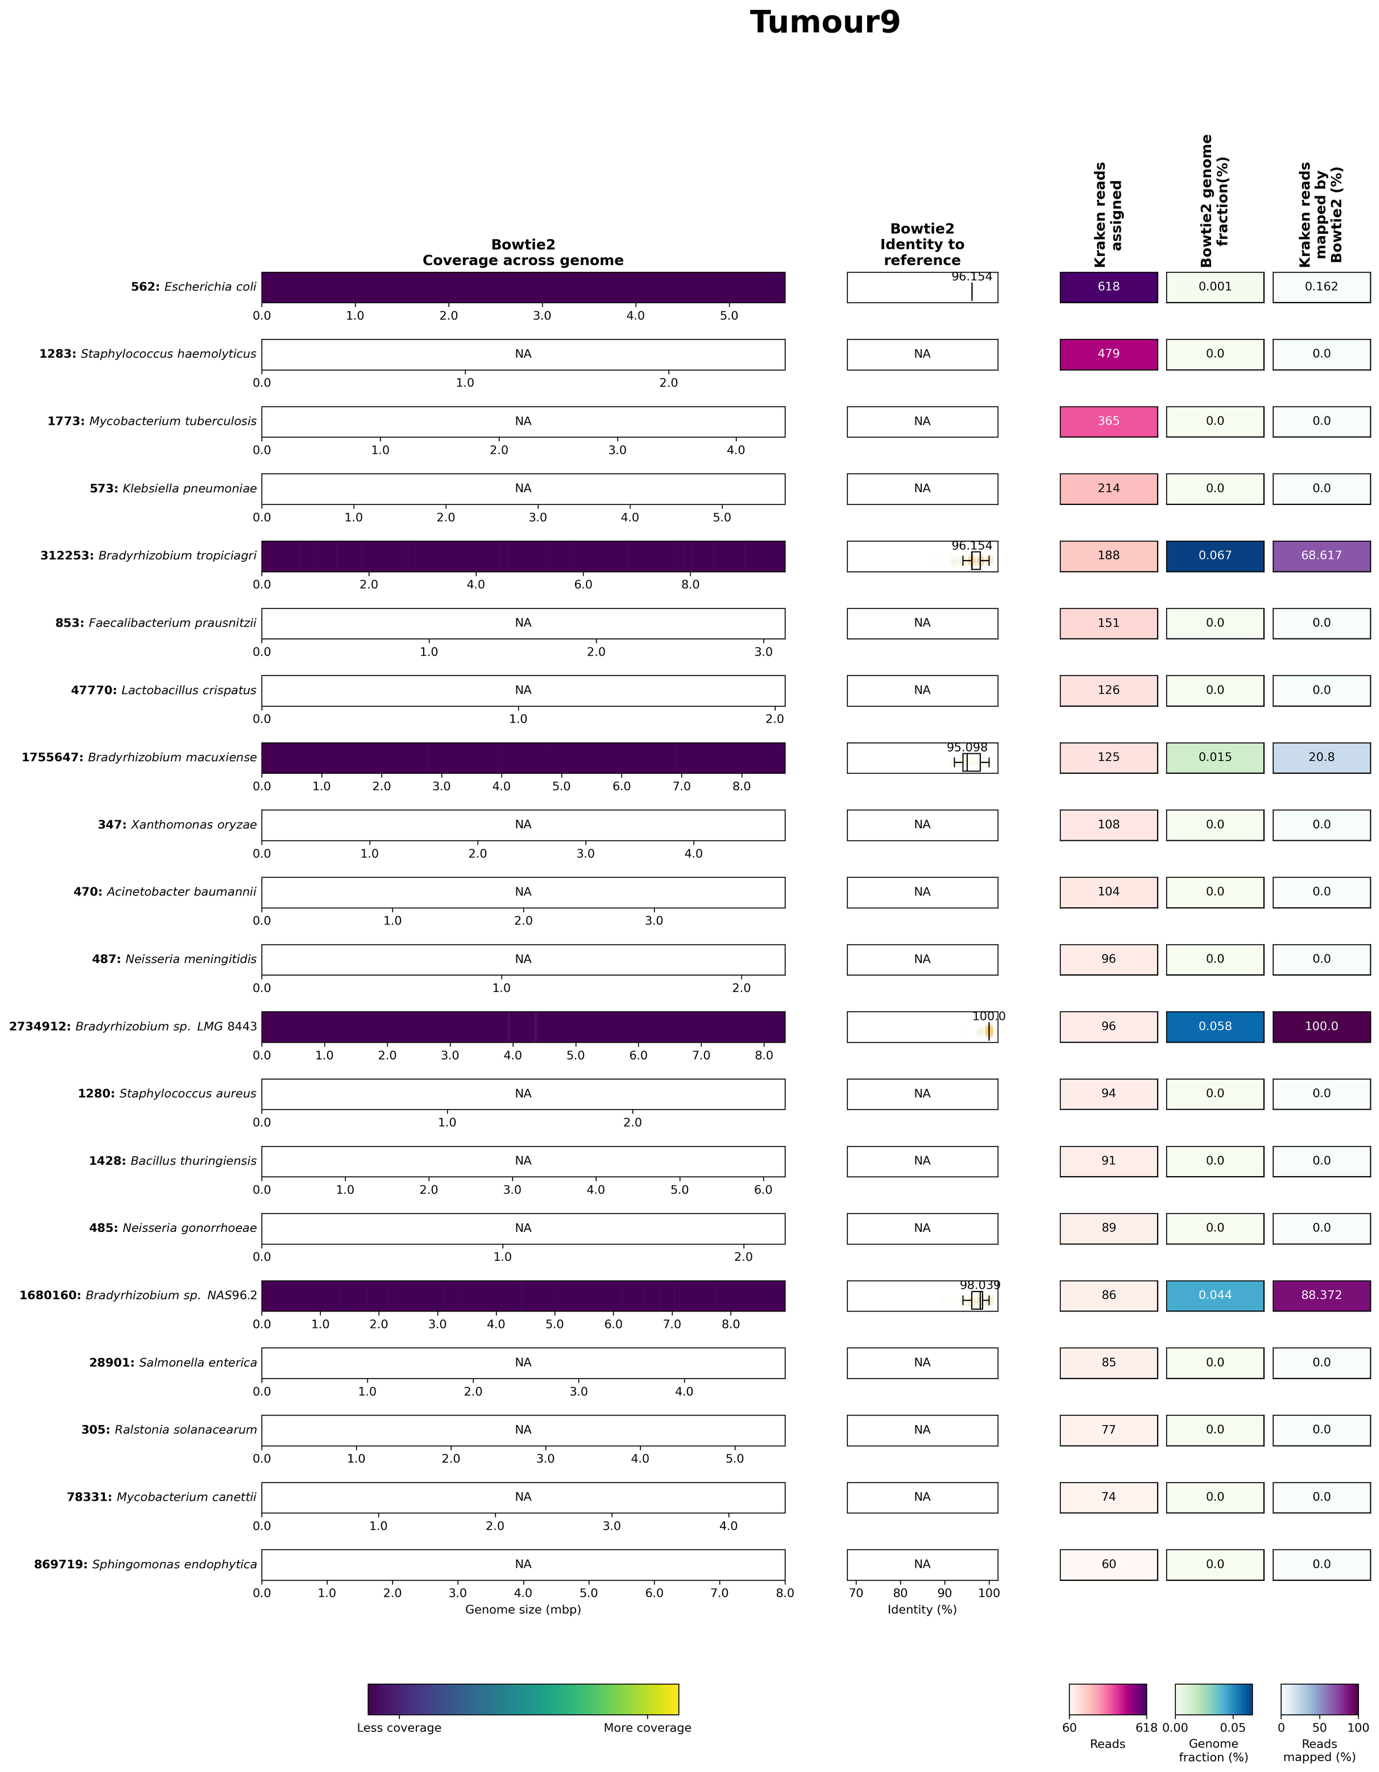 Tumour9
Bowtie2
Coverage across genome
Bowtie2
Identity to
reference
Kraken reads
assigned
Bowtie2 genome
fraction(%)
Kraken reads
mapped by
Bowtie2 (%)
562: Escherichia coli 96.154 618 0.001 0.162
0.0 1.0 2.0 3.0 4.0 5.0
1283: Staphylococcus haemolyticus NA NA 479 0.0 0.0
0.0 1.0 2.0
1773: Mycobacterium tuberculosis NA NA 365 0.0 0.0
0.0 1.0 2.0 3.0 4.0
573: Klebsiella pneumoniae NA NA 214 0.0 0.0
0.0 1.0 2.0 3.0 4.0 5.0
312253: Bradyrhizobium tropiciagri 96.154 188 0.067 68.617
0.0 2.0 4.0 6.0 8.0
853: Faecalibacterium prausnitzii NA NA 151 0.0 0.0
0.0 1.0 2.0 3.0
47770: Lactobacillus crispatus NA NA 126 0.0 0.0
0.0 1.0 2.0
1755647: Bradyrhizobium macuxiense 95.098 125 0.015 20.8
0.0 1.0 2.0 3.0 4.0 5.0 6.0 7.0 8.0
347: Xanthomonas oryzae NA NA 108 0.0 0.0
0.0 1.0 2.0 3.0 4.0
470: Acinetobacter baumannii NA NA 104 0.0 0.0
0.0 1.0 2.0 3.0
487: Neisseria meningitidis NA NA 96 0.0 0.0
0.0 1.0 2.0
2734912: Bradyrhizobium sp. LMG 8443 100.0 96 0.058 100.0
0.0 1.0 2.0 3.0 4.0 5.0 6.0 7.0 8.0
1280: Staphylococcus aureus NA NA 94 0.0 0.0
0.0 1.0 2.0
1428: Bacillus thuringiensis NA NA 91 0.0 0.0
0.0 1.0 2.0 3.0 4.0 5.0 6.0
485: Neisseria gonorrhoeae NA NA 89 0.0 0.0
0.0 1.0 2.0
1680160: Bradyrhizobium sp. NAS96.2 98.039 86 0.044 88.372
0.0 1.0 2.0 3.0 4.0 5.0 6.0 7.0 8.0
28901: Salmonella enterica NA NA 85 0.0 0.0
0.0 1.0 2.0 3.0 4.0
305: Ralstonia solanacearum NA NA 77 0.0 0.0
0.0 1.0 2.0 3.0 4.0 5.0
78331: Mycobacterium canettii NA NA 74 0.0 0.0
0.0 1.0 2.0 3.0 4.0
869719: Sphingomonas endophytica NA NA 60 0.0 0.0
0.0 1.0 2.0 3.0 4.0 5.0 6.0 7.0 8.0 70 80 90 100
Genome size (mbp) Identity (%)
Less coverage More coverage
60 618 0.00 0.05 0 50 100
Reads
Genome
fraction (%)
Reads
mapped (%)